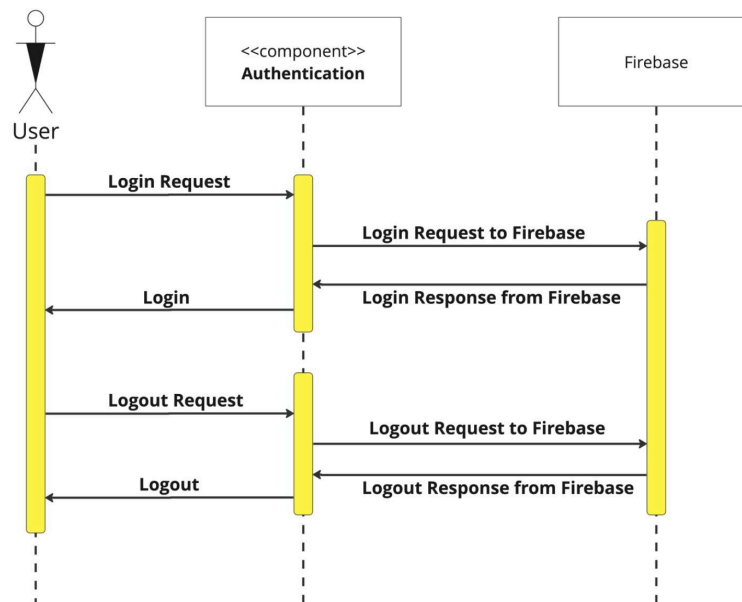 <<component>>
Authentication
Firebase
User
Login Request
Login Request to Firebase
Login Response from Firebase
Login
Logout Request
Logout Request to Firebase
Logout Response from Firebase
Logout